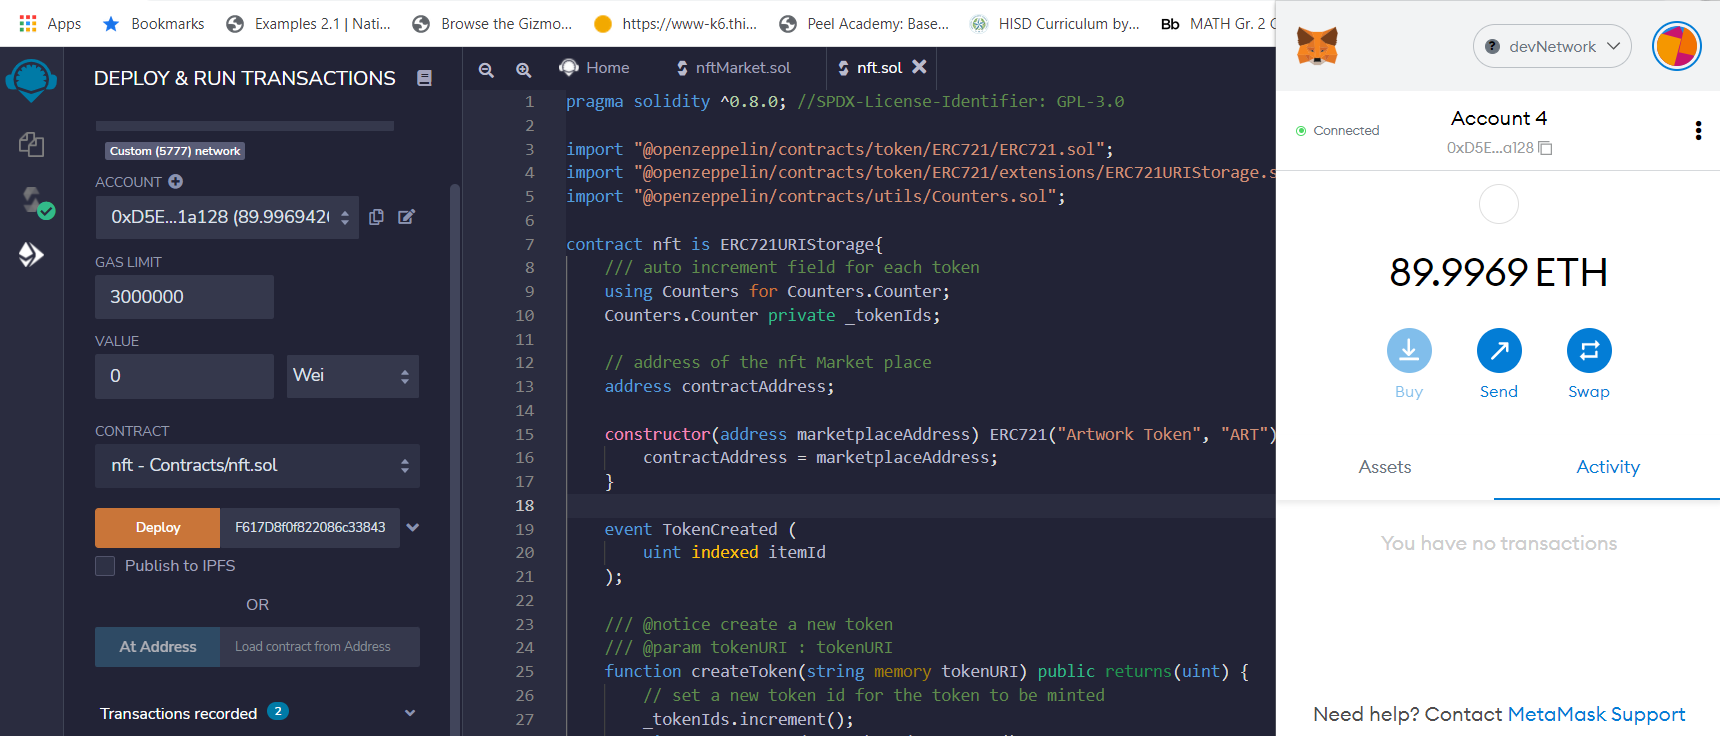 Apps Bookmarks Examples 2.1 | Nati... Browse the Gizmo... https://www-k6.thi... Peel Academy: Base... HISD Curriculum by... Bb MATH Gr. 2
DEPLOY & RUN TRANSACTIONS
Custom (5777) network
ACCOUNT
0xD5E...1a128 (89.9969426
GAS LIMIT
3000000
VALUE
0 Wei
CONTRACT
nft - Contracts/nft.sol
Deploy F617D8f0f822086c33843
Publish to IPFS
OR
At Address Load contract from Address
Transactions recorded 2
Home nftMarket.sol nft.sol
1 pragma solidity ^0.8.0; //SPDX-License-Identifier: GPL-3.0
2
3 import "@openzeppelin/contracts/token/ERC721/ERC721.sol";
4 import "@openzeppelin/contracts/token/ERC721/extensions/ERC721URIStorage.s
5 import "@openzeppelin/contracts/utils/Counters.sol";
6
7 contract nft is ERC721URIStorage{
8 /// auto increment field for each token
9 using Counters for Counters.Counter;
10 Counters.Counter private _tokenIds;
11
12 // address of the nft Market place
13 address contractAddress;
14
15 constructor(address marketplaceAddress) ERC721("Artwork Token", "ART")
16 contractAddress = marketplaceAddress;
17 }
18
19 event TokenCreated (
20 uint indexed itemId
21 );
22
23 /// @notice create a new token
24 /// @param tokenURI : tokenURI
25 function createToken(string memory tokenURI) public returns(uint) {
26 // set a new token id for the token to be minted
27 _tokenIds.increment();
? devNetwork
Connected
Account 4
0xD5E...a128
89.9969 ETH
Buy Send Swap
Assets Activity
You have no transactions
Need help? Contact MetaMask Support